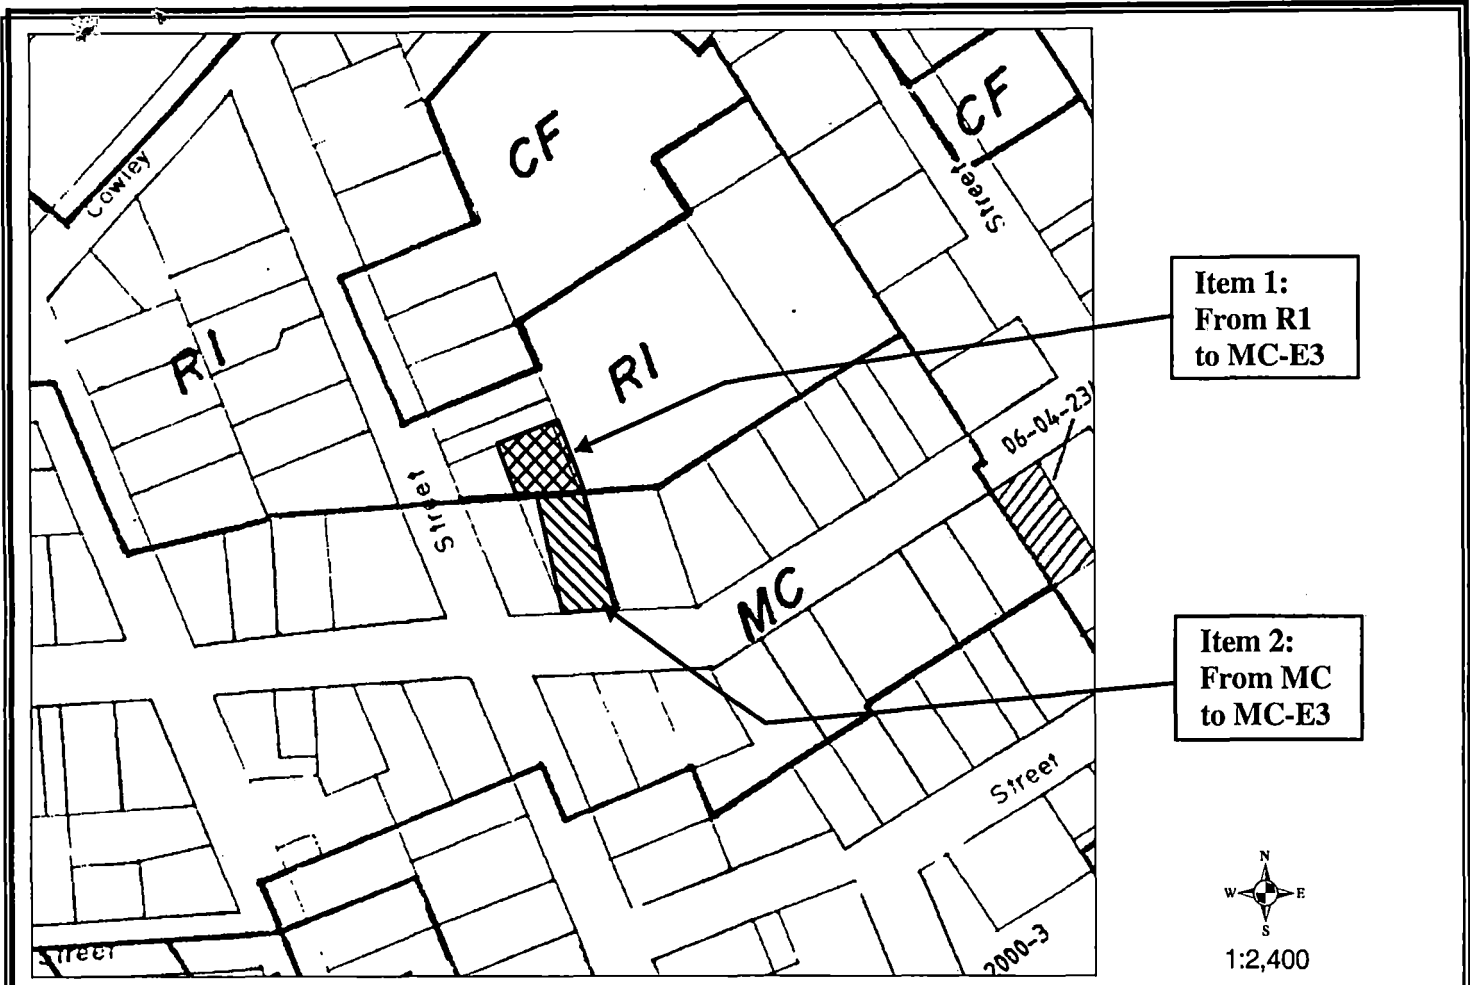 CF
CF
Cowley
Street
Item 1:
From R1
to MC-E3
R1
R1
06-04-23
Street
MC
Item 2:
From MC
to MC-E3
Street
N
W E
S
1:2,400
Street
2000-3